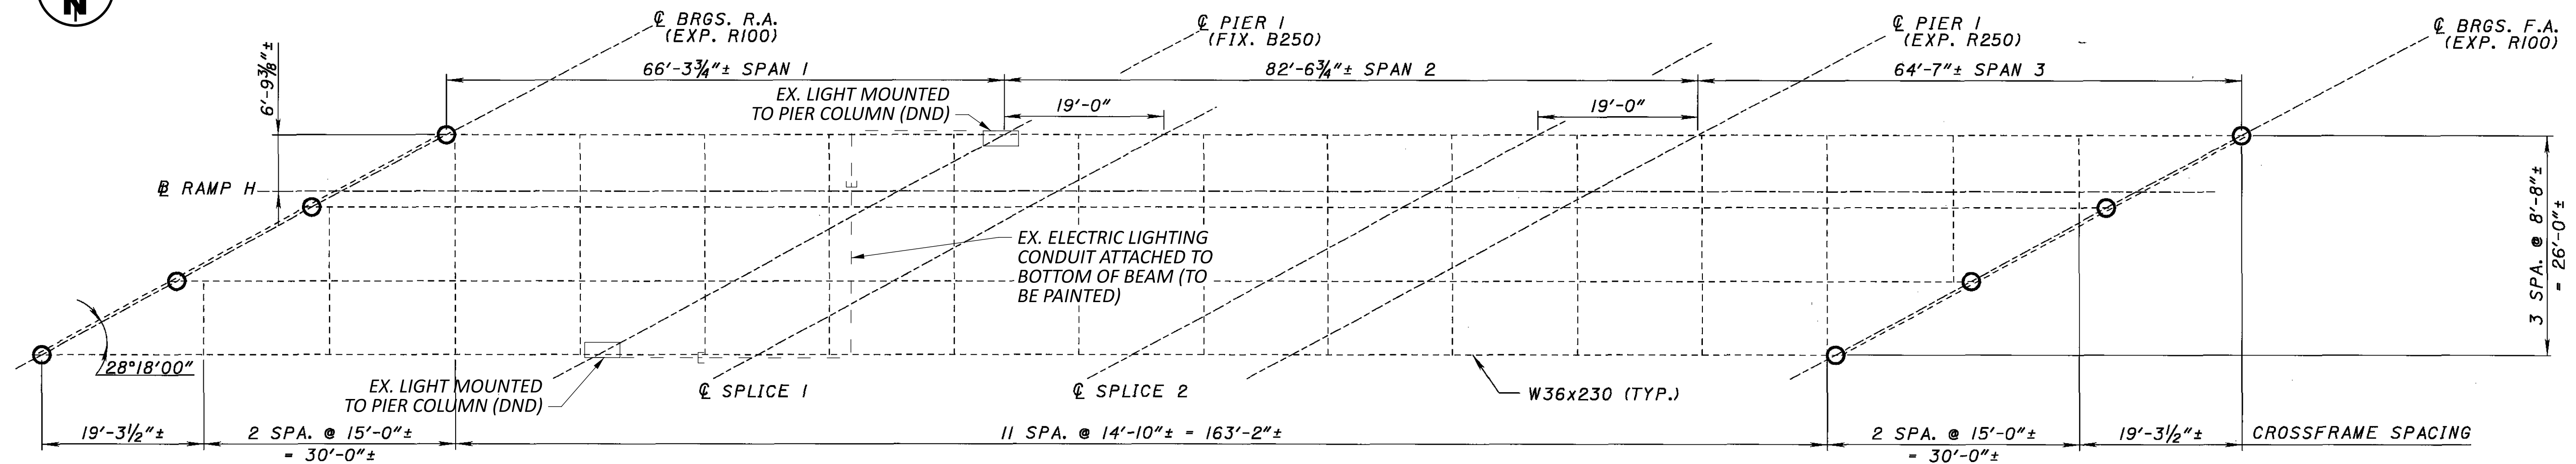 N
℄ BRGS. R.A.
(EXP. R100)
℄ PIER 1
(FIX. B250)
℄ PIER 1
(EXP. R250)
℄ BRGS. F.A.
(EXP. R100)
6'-9⅜"±
66'-3¾"± SPAN 1
82'-6¾"± SPAN 2
64'-7"± SPAN 3
EX. LIGHT MOUNTED
TO PIER COLUMN (DND)
19'-0"
19'-0"
B̲L̲ RAMP H
EX. ELECTRIC LIGHTING
CONDUIT ATTACHED TO
BOTTOM OF BEAM (TO
BE PAINTED)
3 SPA. @ 8'-8"±
= 26'-0"±
28°18'00"
EX. LIGHT MOUNTED
TO PIER COLUMN (DND)
℄ SPLICE 1
℄ SPLICE 2
W36x230 (TYP.)
19'-3½"±
2 SPA. @ 15'-0"±
= 30'-0"±
11 SPA. @ 14'-10"± = 163'-2"±
2 SPA. @ 15'-0"±
= 30'-0"±
19'-3½"±
CROSSFRAME SPACING